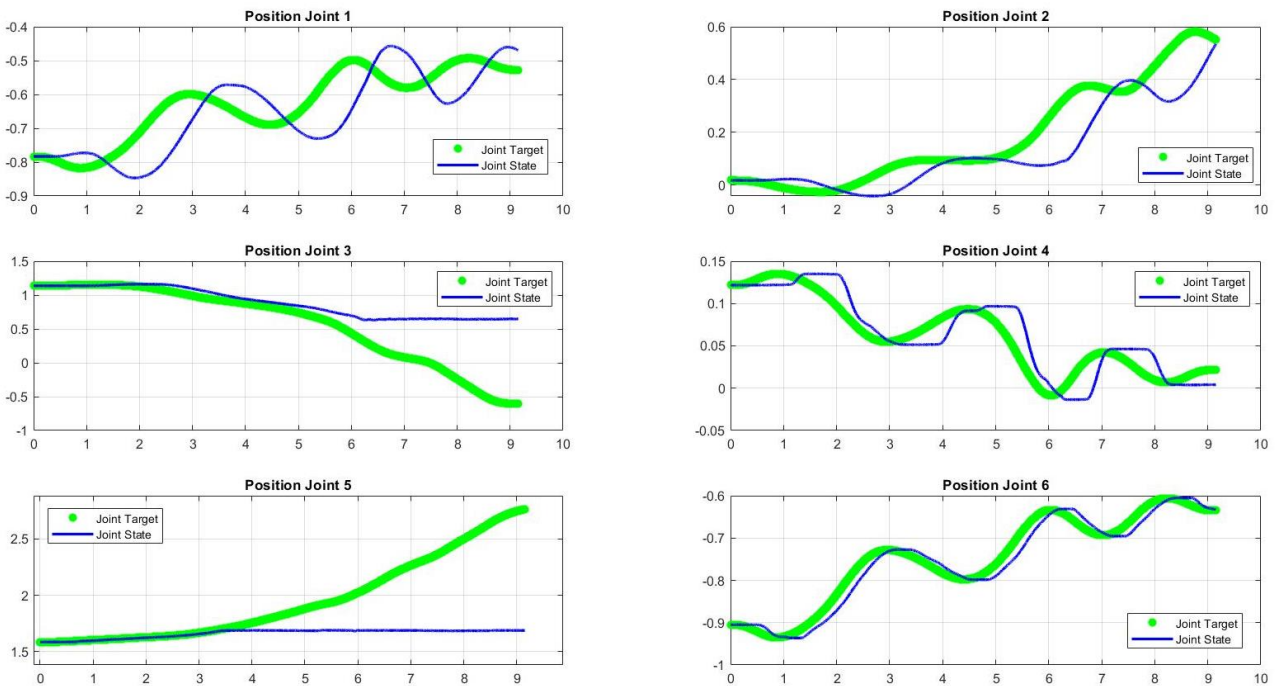 Position Joint 1
-0.4
-0.5
-0.6
-0.7
-0.8
-0.9
Joint Target
Joint State
0 1 2 3 4 5 6 7 8 9 10
Position Joint 2
0.6
0.4
0.2
0
Joint Target
Joint State
0 1 2 3 4 5 6 7 8 9 10
Position Joint 3
1.5
1
0.5
0
-0.5
-1
Joint Target
Joint State
0 1 2 3 4 5 6 7 8 9 10
Position Joint 4
0.15
0.1
0.05
0
-0.05
Joint Target
Joint State
0 1 2 3 4 5 6 7 8 9 10
Position Joint 5
2.5
2
1.5
Joint Target
Joint State
0 1 2 3 4 5 6 7 8 9
Position Joint 6
-0.6
-0.7
-0.8
-0.9
-1
Joint Target
Joint State
0 1 2 3 4 5 6 7 8 9 10